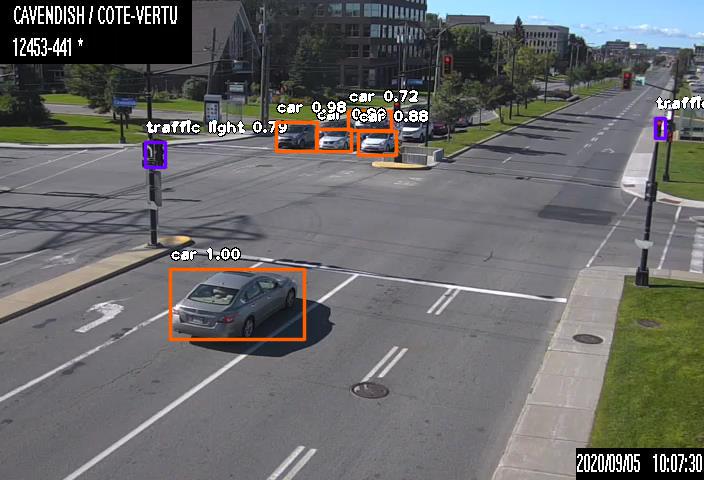 CAVENDISH / COTE-VERTU
12453-441 *
car 0.72
car 0.98
car 0.88
traffic light 0.79
traffic
car 1.00
2020/09/05 10:07:30